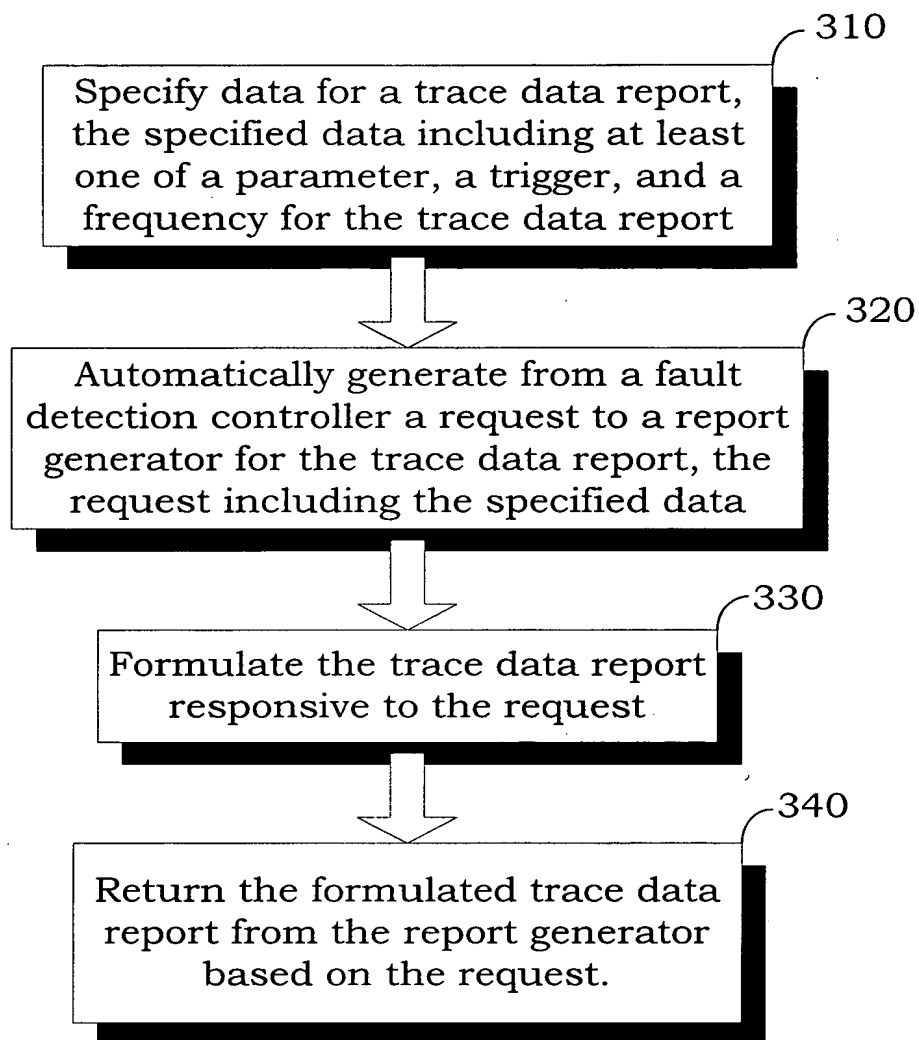 310
Specify data for a trace data report,
the specified data including at least
one of a parameter, a trigger, and a
frequency for the trace data report
320
Automatically generate from a fault
detection controller a request to a report
generator for the trace data report, the
request including the specified data
330
Formulate the trace data report
responsive to the request
340
Return the formulated trace data
report from the report generator
based on the request.